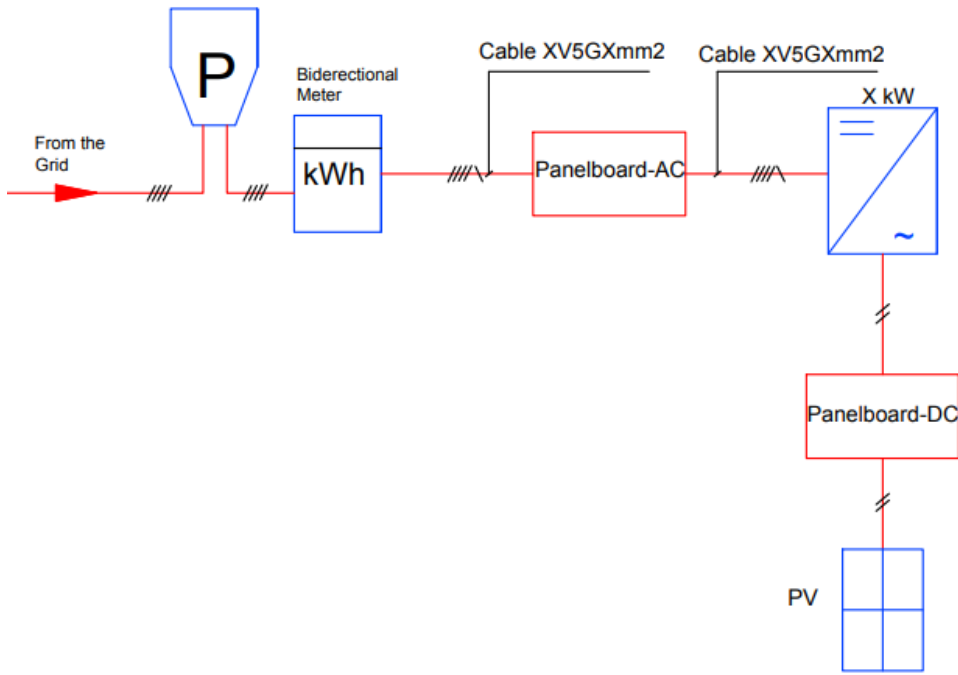 P
Biderectional
Meter
Cable XV5GXmm2
Cable XV5GXmm2
X kW
From the
Grid
kWh
Panelboard-AC
~
Panelboard-DC
PV